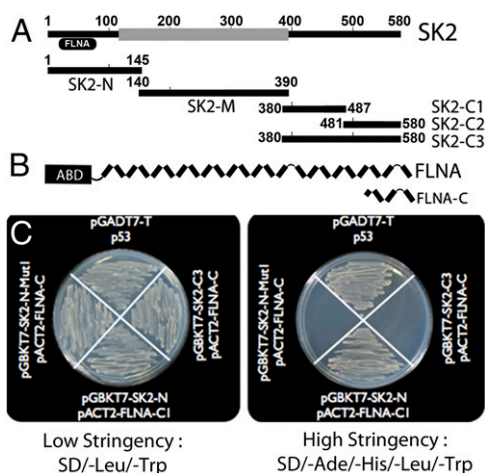 A
1 100 200 300 400 500 580
SK2
FLNA
1 145
SK2-N
140 390
SK2-M
380 487 SK2-C1
481 580 SK2-C2
380 580 SK2-C3
B
ABD
FLNA
FLNA-C
C
pGADT7-T
p53
pGBKT7-SK2-N-Mut1
pACT2-FLNA-C
pGBKT7-SK2-C3
pACT2-FLNA-C
pGBKT7-SK2-N
pACT2-FLNA-C1
Low Stringency :
SD/-Leu/-Trp
pGADT7-T
p53
pGBKT7-SK2-N-Mut1
pACT2-FLNA-C
pGBKT7-SK2-C3
pACT2-FLNA-C
pGBKT7-SK2-N
pACT2-FLNA-C1
High Stringency :
SD/-Ade/-His/-Leu/-Trp